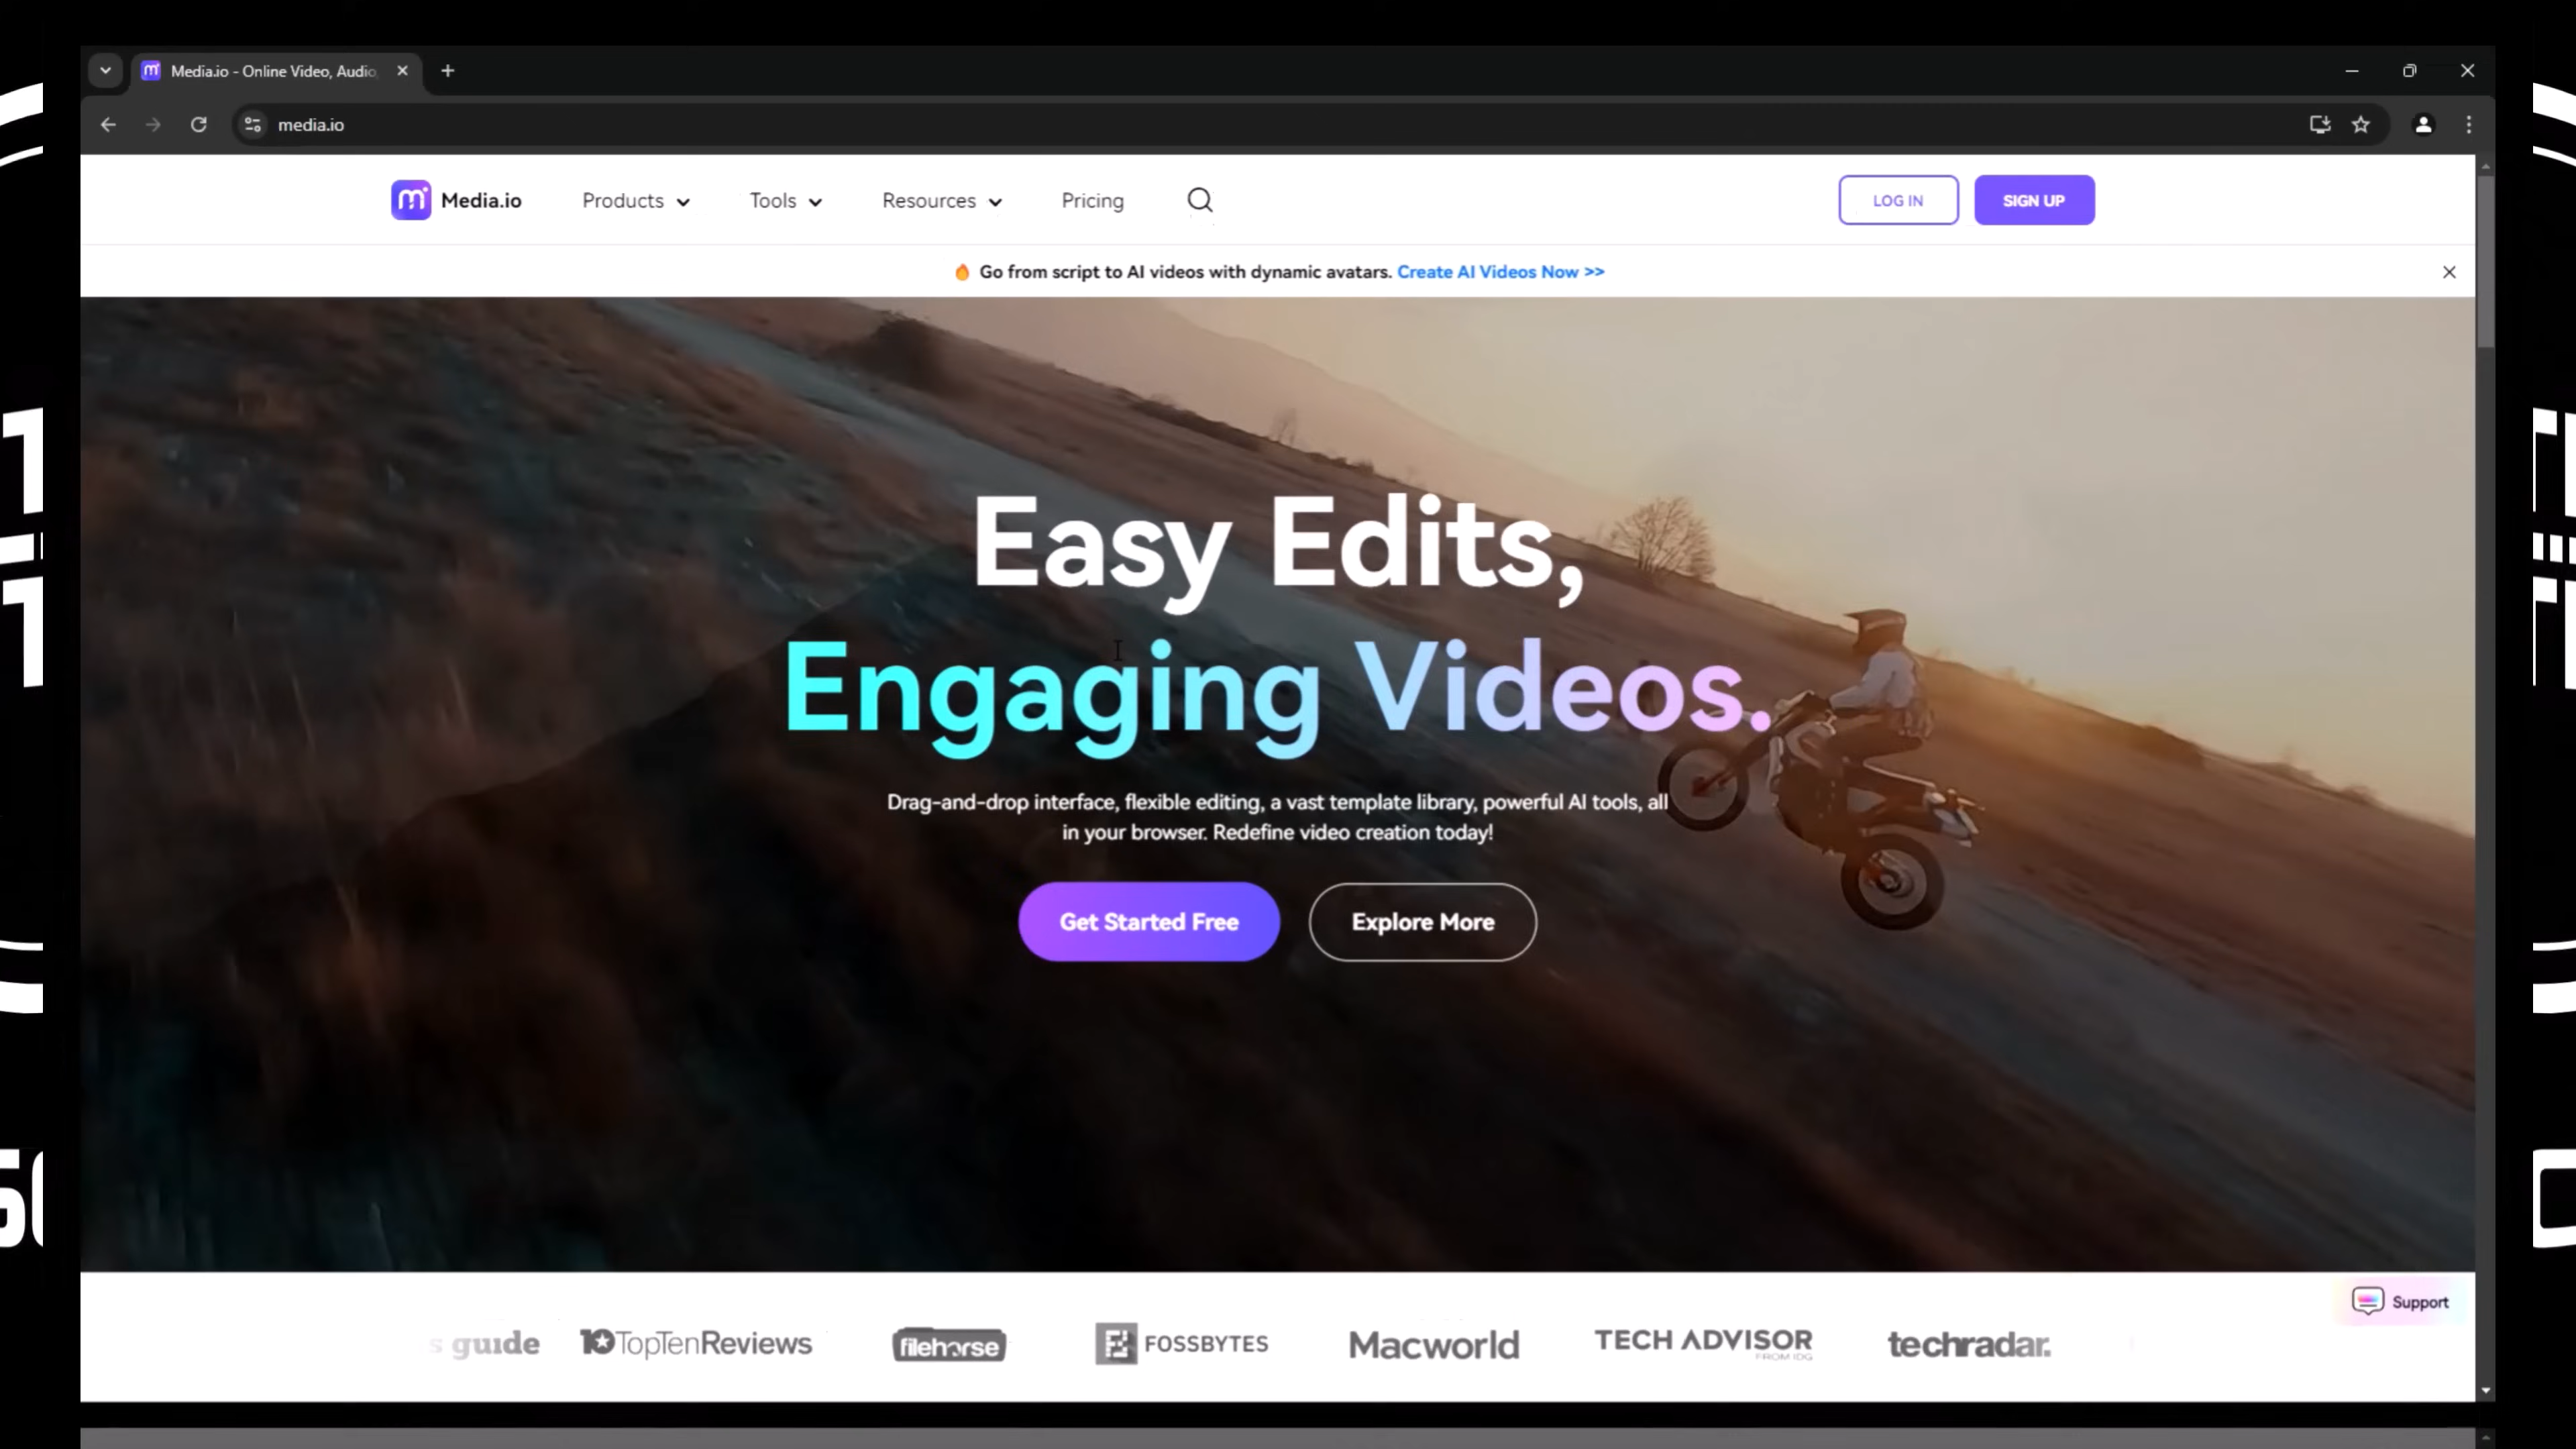 Media.io - Online Video, Audio,
media.io
Media.io
Products
Tools
Resources
Pricing
LOG IN
SIGN UP
Go from script to AI videos with dynamic avatars. Create AI Videos Now >>
Easy Edits,
Engaging Videos.
Drag-and-drop interface, flexible editing, a vast template library, powerful AI tools, all
in your browser. Redefine video creation today!
Get Started Free
Explore More
Support
s guide
10TopTenReviews
filehorse
FOSSBYTES
Macworld
TECH ADVISOR
FROM IDG
techradar.